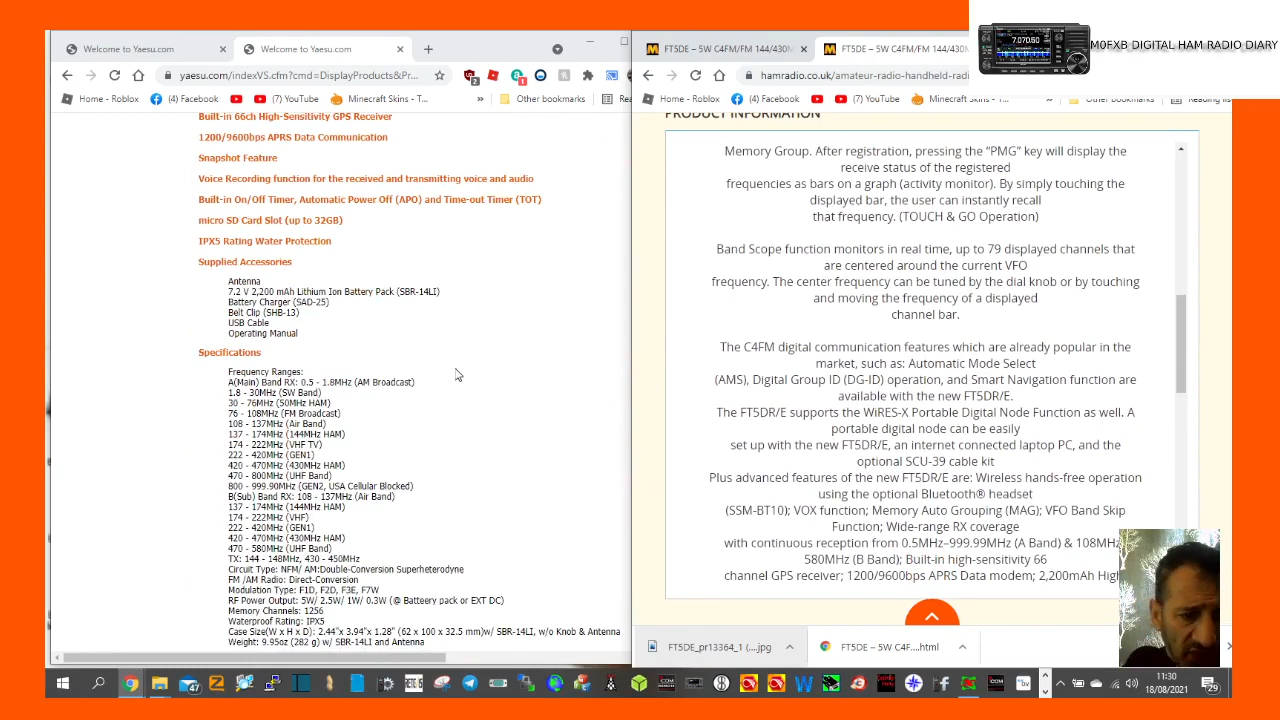 M0FXB DIGITAL HAM RADIO DIARY
7.070.60
Welcome to Yaesu.com
Welcome to Yaesu.com
yaesu.com/indexVS.cfm?cmd=DisplayProducts&Pr...
Home - Roblox
(4) Facebook
(7) YouTube
Minecraft Skins - T...
Other bookmarks
Built-in 66ch High-Sensitivity GPS Receiver
1200/9600bps APRS Data Communication
Snapshot Feature
Voice Recording function for the received and transmitting voice and audio
Built-in On/Off Timer, Automatic Power Off (APO) and Time-out Timer (TOT)
micro SD Card Slot (up to 32GB)
IPX5 Rating Water Protection
Supplied Accessories
Antenna
7.2 V 2,200 mAh Lithium Ion Battery Pack (SBR-14LI)
Battery Charger (SAD-25)
Belt Clip (SHB-13)
USB Cable
Operating Manual
Specifications
Frequency Ranges:
A(Main) Band RX: 0.5 - 1.8MHz (AM Broadcast)
1.8 - 30MHz (SW Band)
30 - 76MHz (50MHz HAM)
76 - 108MHz (FM Broadcast)
108 - 137MHz (Air Band)
137 - 174MHz (144MHz HAM)
174 - 222MHz (VHF TV)
222 - 420MHz (GEN1)
420 - 470MHz (430MHz HAM)
470 - 800MHz (UHF Band)
800 - 999.90MHz (GEN2, USA Cellular Blocked)
B(Sub) Band RX: 108 - 137MHz (Air Band)
137 - 174MHz (144MHz HAM)
174 - 222MHz (VHF)
222 - 420MHz (GEN1)
420 - 470MHz (430MHz HAM)
470 - 580MHz (UHF Band)
TX: 144 - 148MHz, 430 - 450MHz
Circuit Type: NFM/ AM:Double-Conversion Superheterodyne
FM /AM Radio: Direct-Conversion
Modulation Type: F1D, F2D, F3E, F7W
RF Power Output: 5W/ 2.5W/ 1W/ 0.3W (@ Batteery pack or EXT DC)
Memory Channels: 1256
Waterproof Rating: IPX5
Case Size(W x H x D): 2.44"x 3.94"x 1.28" (62 x 100 x 32.5 mm)w/ SBR-14LI, w/o Knob & Antenna
Weight: 9.95oz (282 g) w/ SBR-14LI and Antenna
FT5DE – 5W C4FM/FM 144/430M
FT5DE – 5W C4FM/FM 144/430M
hamradio.co.uk/amateur-radio-handheld-radi
Home - Roblox
(4) Facebook
(7) YouTube
Minecraft Skins - T...
Other bookmarks
Reading list
PRODUCT INFORMATION
Memory Group. After registration, pressing the “PMG” key will display the
receive status of the registered
frequencies as bars on a graph (activity monitor). By simply touching the
displayed bar, the user can instantly recall
that frequency. (TOUCH & GO Operation)
Band Scope function monitors in real time, up to 79 displayed channels that
are centered around the current VFO
frequency. The center frequency can be tuned by the dial knob or by touching
and moving the frequency of a displayed
channel bar.
The C4FM digital communication features which are already popular in the
market, such as: Automatic Mode Select
(AMS), Digital Group ID (DG-ID) operation, and Smart Navigation function are
available with the new FT5DR/E.
The FT5DR/E supports the WiRES-X Portable Digital Node Function as well. A
portable digital node can be easily
set up with the new FT5DR/E, an internet connected laptop PC, and the
optional SCU-39 cable kit
Plus advanced features of the new FT5DR/E are: Wireless hands-free operation
using the optional Bluetooth® headset
(SSM-BT10); VOX function; Memory Auto Grouping (MAG); VFO Band Skip
Function; Wide-range RX coverage
with continuous reception from 0.5MHz–999.99MHz (A Band) & 108MHz
580MHz (B Band); Built-in high-sensitivity 66
channel GPS receiver; 1200/9600bps APRS Data modem; 2,200mAh High
FT5DE_pr13364_1 (....jpg
FT5DE – 5W C4F....html
47
11:30
18/08/2021
29